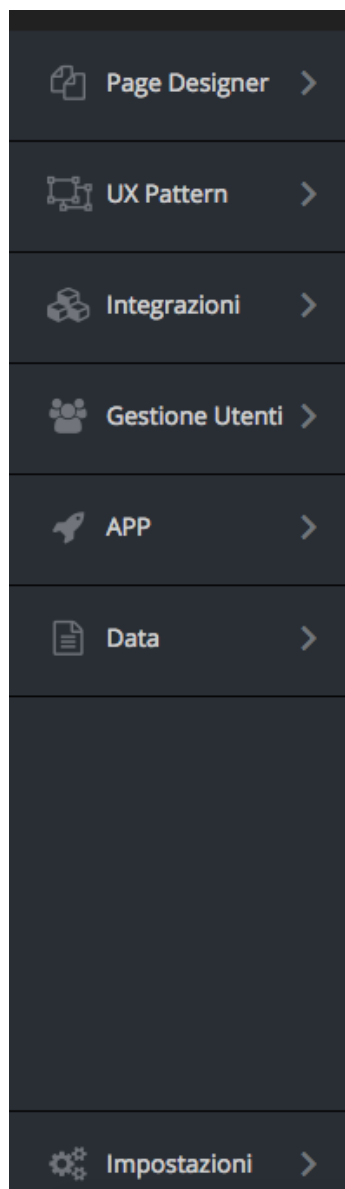 Page Designer
UX Pattern
Integrazioni
Gestione Utenti
APP
Data
Impostazioni